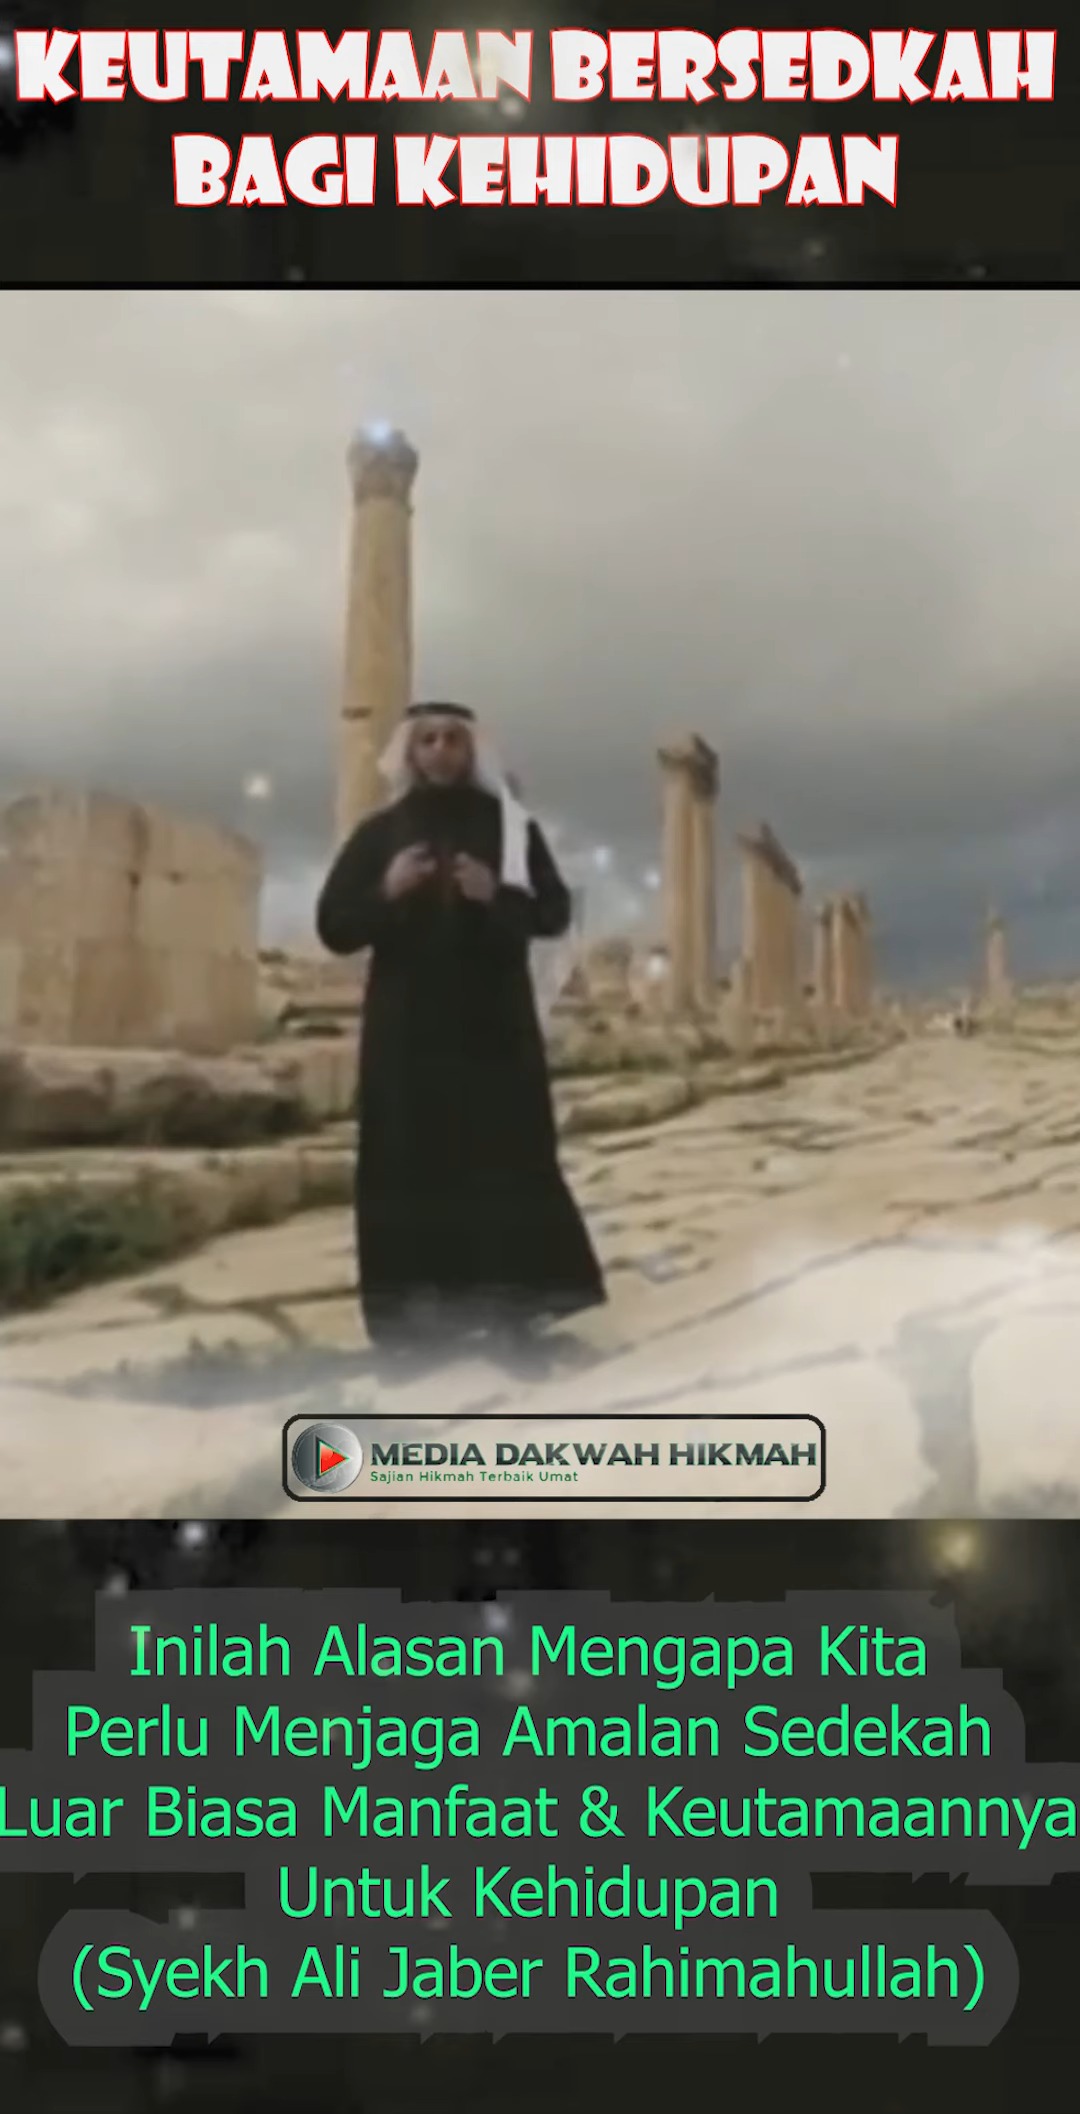 KEUTAMAAN BERSEDKAH
BAGI KEHIDUPAN
MEDIA DAKWAH HIKMAH
Sajian Hikmah Terbaik Umat
Inilah Alasan Mengapa Kita
Perlu Menjaga Amalan Sedekah
Luar Biasa Manfaat & Keutamaannya
Untuk Kehidupan
(Syekh Ali Jaber Rahimahullah)